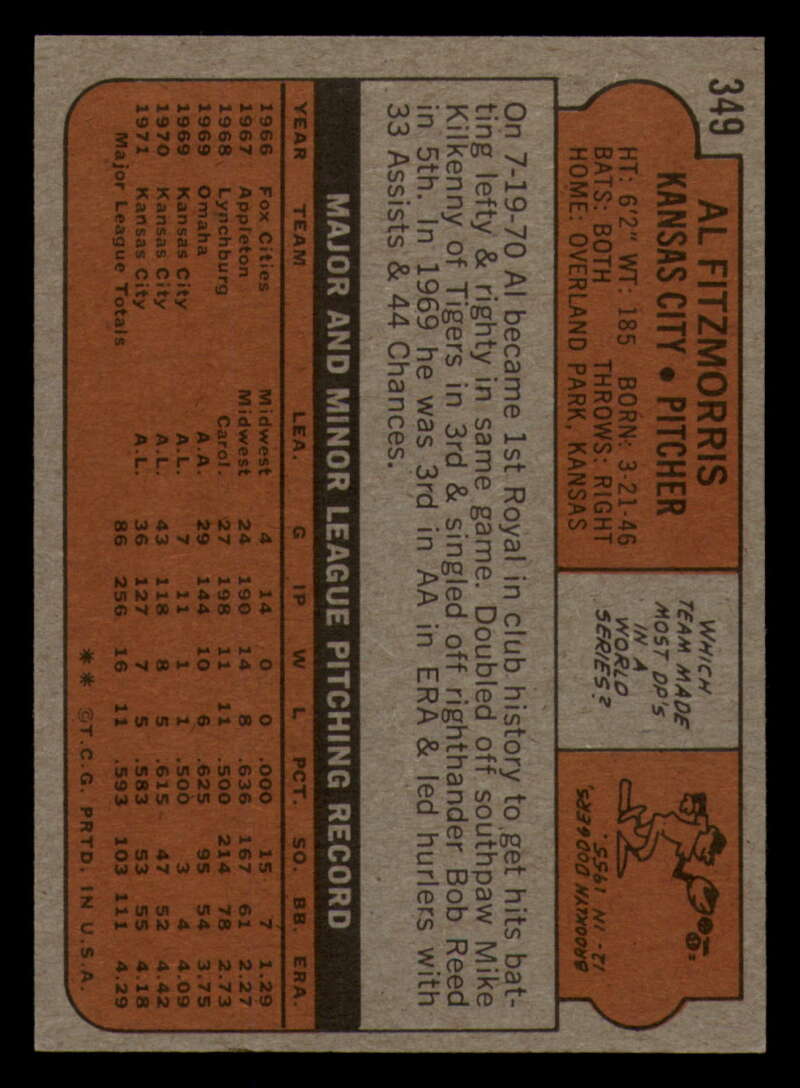 349
AL FITZMORRIS
KANSAS CITY • PITCHER
HT: 6'2" WT: 185 BORN: 3-21-46
BATS: BOTH THROWS: RIGHT
HOME: OVERLAND PARK, KANSAS
WHICH
TEAM MADE
MOST DP'S
IN A
WORLD
SERIES?
BROOKLYN DODGERS,
12 - IN 1955.
On 7-19-70 Al became 1st Royal in club history to get hits bat-
ting lefty & righty in same game. Doubled off southpaw Mike
Kilkenny of Tigers in 3rd & singled off righthander Bob Reed
in 5th. In 1969 he was 3rd in AA in ERA & led hurlers with
33 Assists & 44 Chances.
MAJOR AND MINOR LEAGUE PITCHING RECORD
YEAR TEAM LEA. G IP W L PCT. SO. BB. ERA.
1966 Fox Cities Midwest 4 14 0 0 .000 15 7 1.29
1967 Appleton Midwest 24 190 14 8 .636 167 61 2.27
1968 Lynchburg Carol. 27 198 11 11 .500 214 78 2.73
1969 Omaha A.A. 29 144 10 6 .625 95 54 3.75
1969 Kansas City A.L. 7 11 1 1 .500 3 4 4.09
1970 Kansas City A.L. 43 118 8 5 .615 47 52 4.42
1971 Kansas City A.L. 36 127 7 5 .583 53 55 4.18
Major League Totals 86 256 16 11 .593 103 111 4.29
** ©T.C.G. PRTD. IN U.S.A.